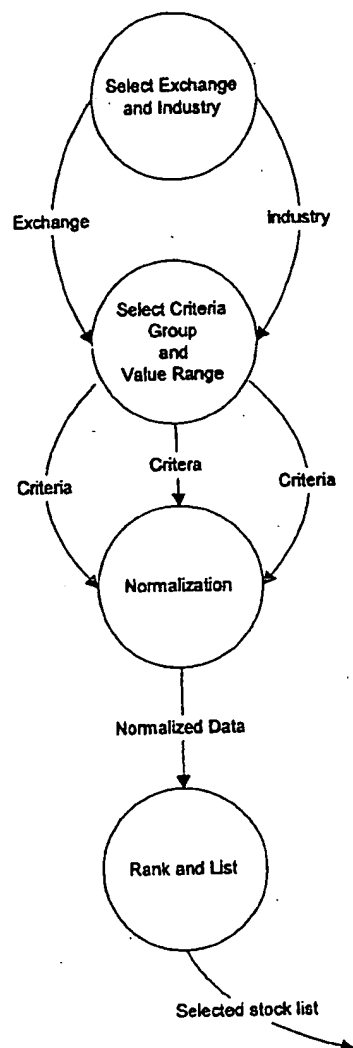 Select Exchange
and Industry
Exchange
industry
Select Criteria
Group
and
Value Range
Critera
Criteria
Criteria
Normalization
Normalized Data
Rank and List
Selected stock list